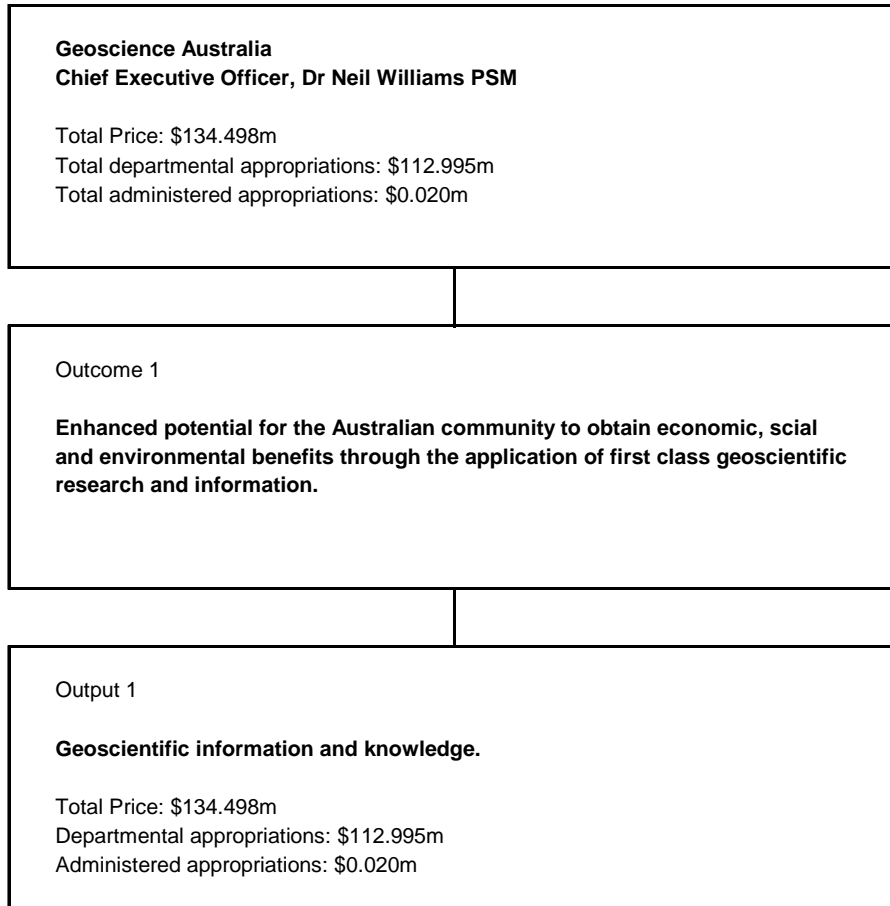 Geoscience Australia
Chief Executive Officer, Dr Neil Williams PSM
Total Price: $134.498m
Total departmental appropriations: $112.995m
Total administered appropriations: $0.020m
Outcome 1
Enhanced potential for the Australian community to obtain economic, scial
and environmental benefits through the application of first class geoscientific
research and information.
Output 1
Geoscientific information and knowledge.
Total Price: $134.498m
Departmental appropriations: $112.995m
Administered appropriations: $0.020m